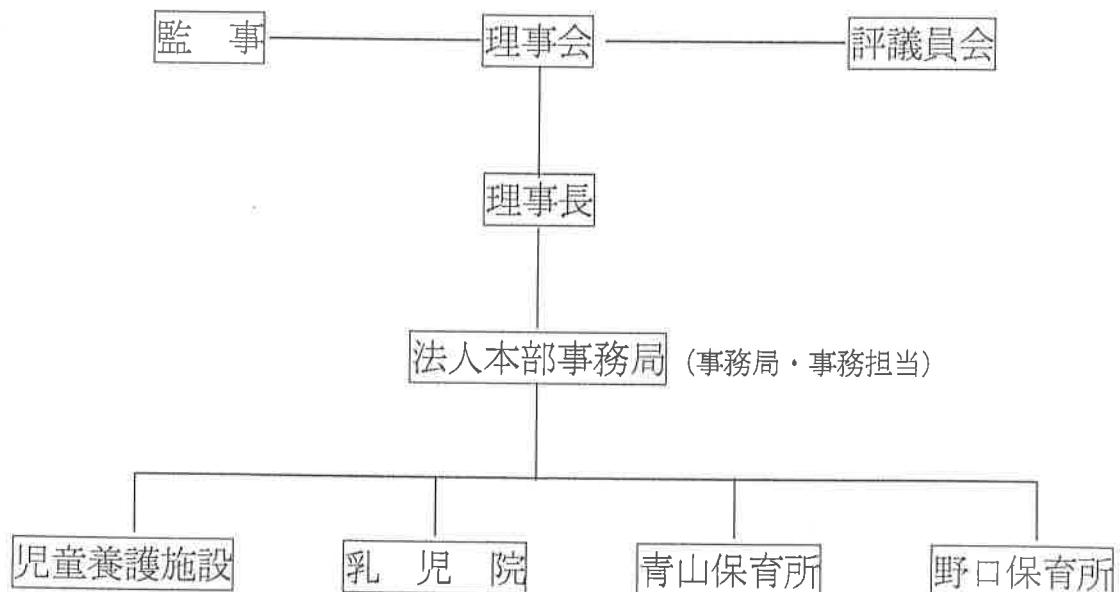 監　事　理事会　評議員会
理事長
法人本部事務局　(事務局・事務担当)
児童養護施設　乳　児　院　青山保育所　野口保育所